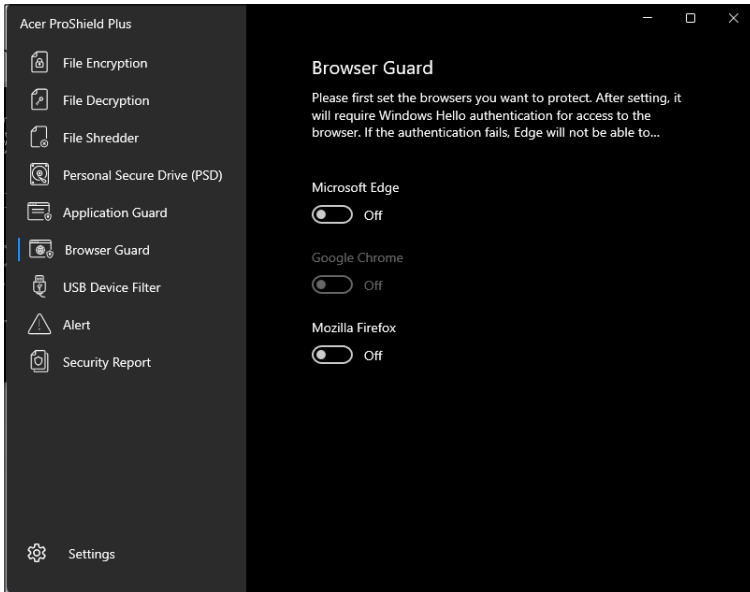 Acer ProShield Plus
File Encryption
File Decryption
File Shredder
Personal Secure Drive (PSD)
Application Guard
Browser Guard
USB Device Filter
Alert
Security Report
Settings
Browser Guard
Please first set the browsers you want to protect. After setting, it
will require Windows Hello authentication for access to the
browser. If the authentication fails, Edge will not be able to...
Microsoft Edge
Off
Google Chrome
Off
Mozilla Firefox
Off